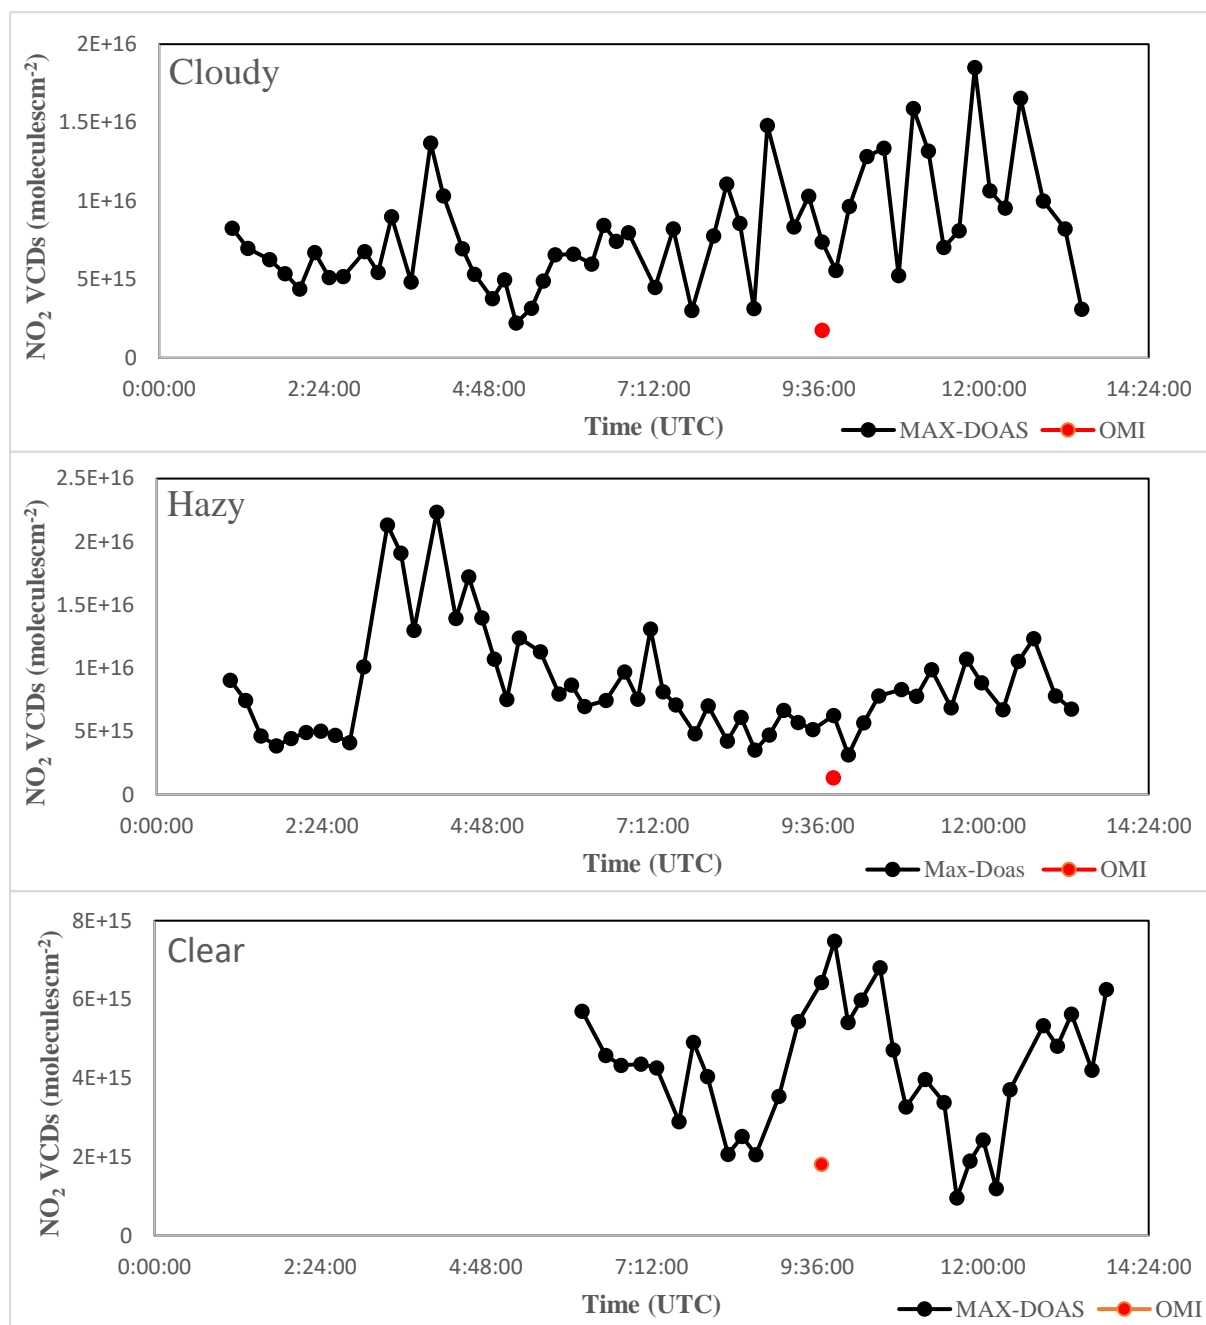 Cloudy
NO₂ VCDs (moleculescm⁻²)
2E+16
1.5E+16
1E+16
5E+15
0
0:00:00 2:24:00 4:48:00 7:12:00 9:36:00 12:00:00 14:24:00
Time (UTC)
MAX-DOAS OMI
Hazy
NO₂ VCDs (moleculescm⁻²)
2.5E+16
2E+16
1.5E+16
1E+16
5E+15
0
0:00:00 2:24:00 4:48:00 7:12:00 9:36:00 12:00:00 14:24:00
Time (UTC)
Max-Doas OMI
Clear
NO₂ VCDs (moleculescm⁻²)
8E+15
6E+15
4E+15
2E+15
0
0:00:00 2:24:00 4:48:00 7:12:00 9:36:00 12:00:00 14:24:00
Time (UTC)
MAX-DOAS OMI